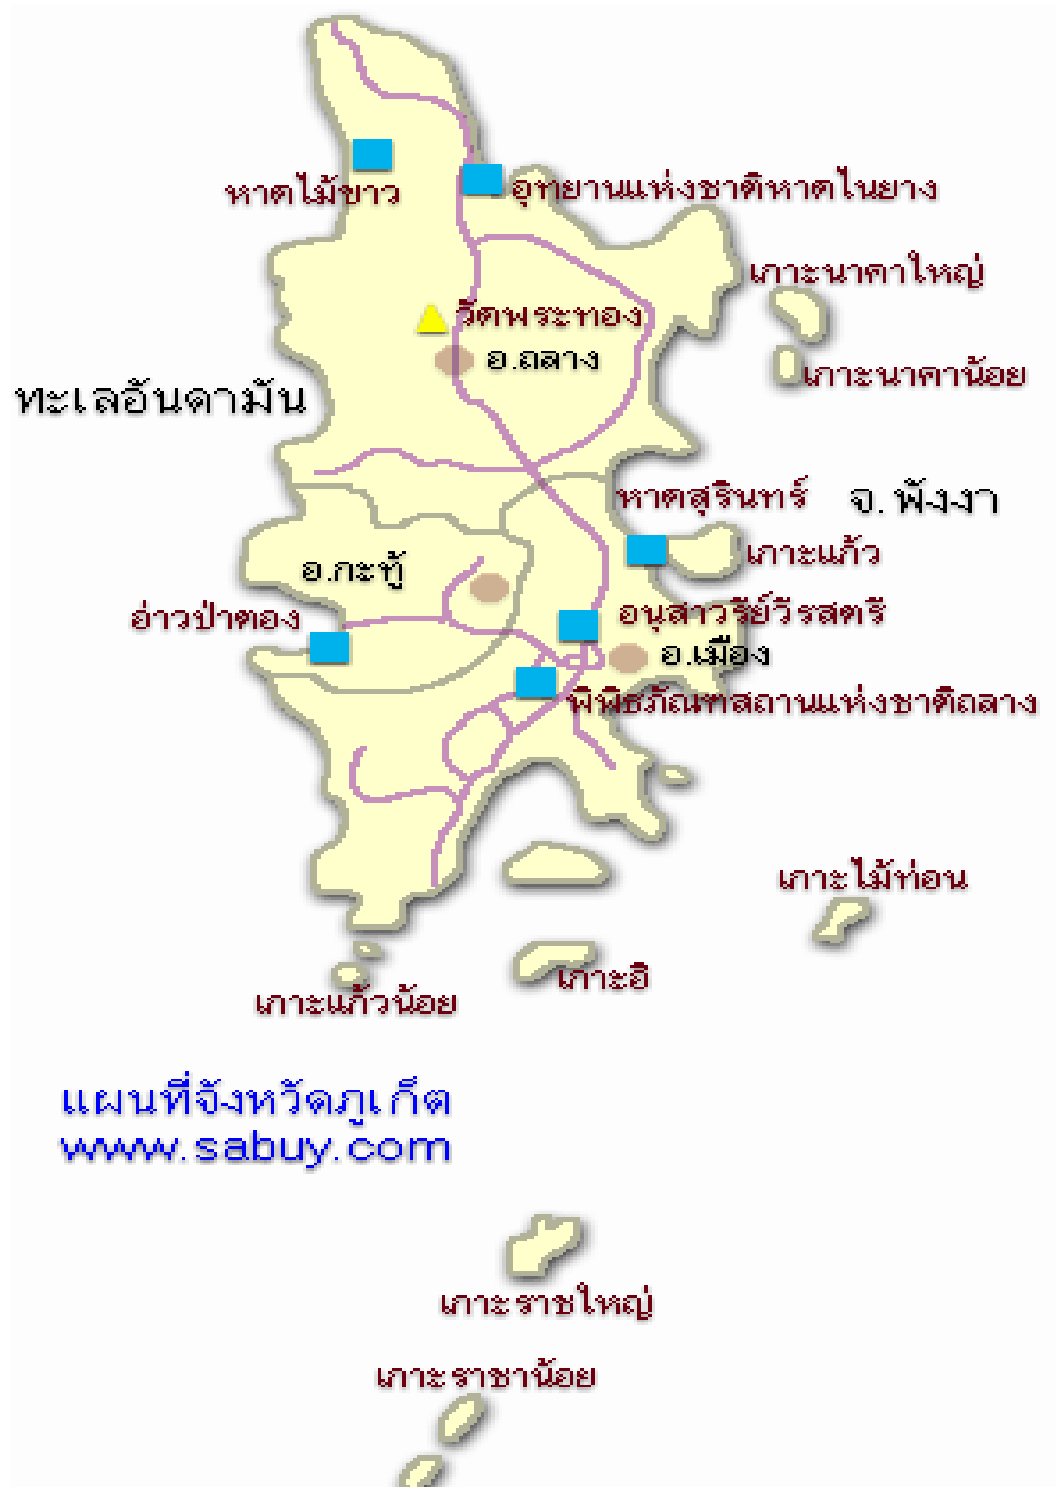 หาดไม้ขาว
อุทยานแห่งชาติหาดในยาง
เกาะนาคาใหญ่
วัดพระทอง
อ.ถลาง
เกาะนาคาน้อย
ทะเลอันดามัน
หาดสุรินทร์
จ.พังงา
เกาะแก้ว
อ.กะทู้
อ่าวป่าตอง
อนุสาวรีย์วีรสตรี
อ.เมือง
พิพิธภัณฑสถานแห่งชาติถลาง
เกาะไม้ท่อน
เกาะฮิ
เกาะแก้วน้อย
แผนที่จังหวัดภูเก็ต
www.sabuy.com
เกาะราชใหญ่
เกาะราชาน้อย